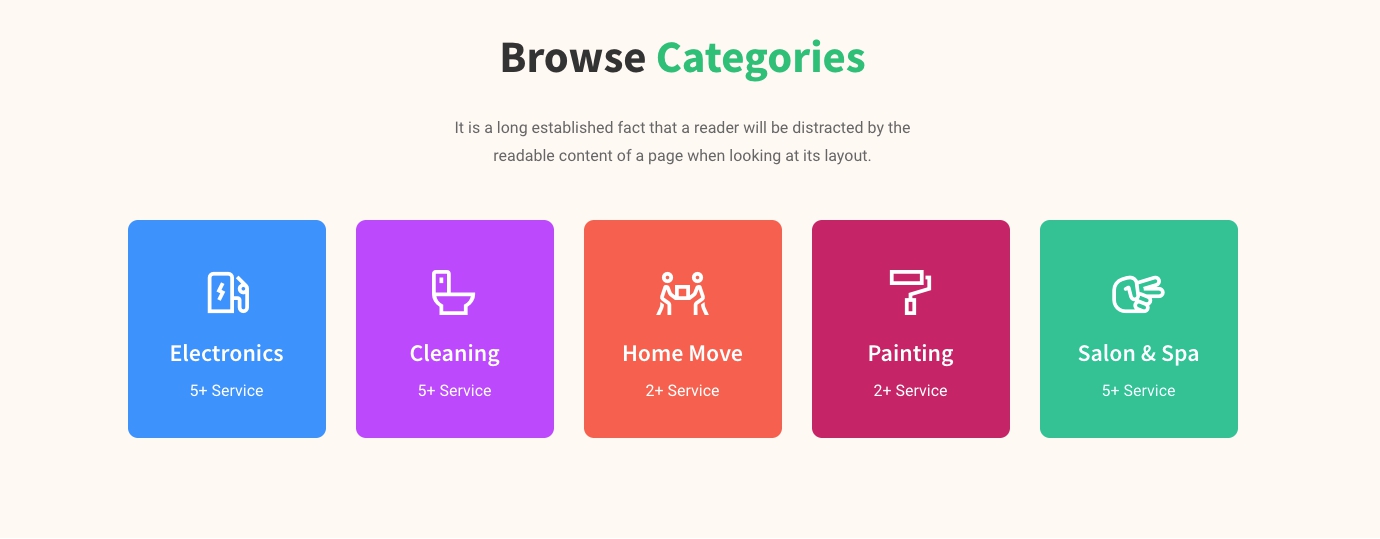 Browse Categories
It is a long established fact that a reader will be distracted by the
readable content of a page when looking at its layout.
Electronics
5+ Service
Cleaning
5+ Service
Home Move
2+ Service
Painting
2+ Service
Salon & Spa
5+ Service